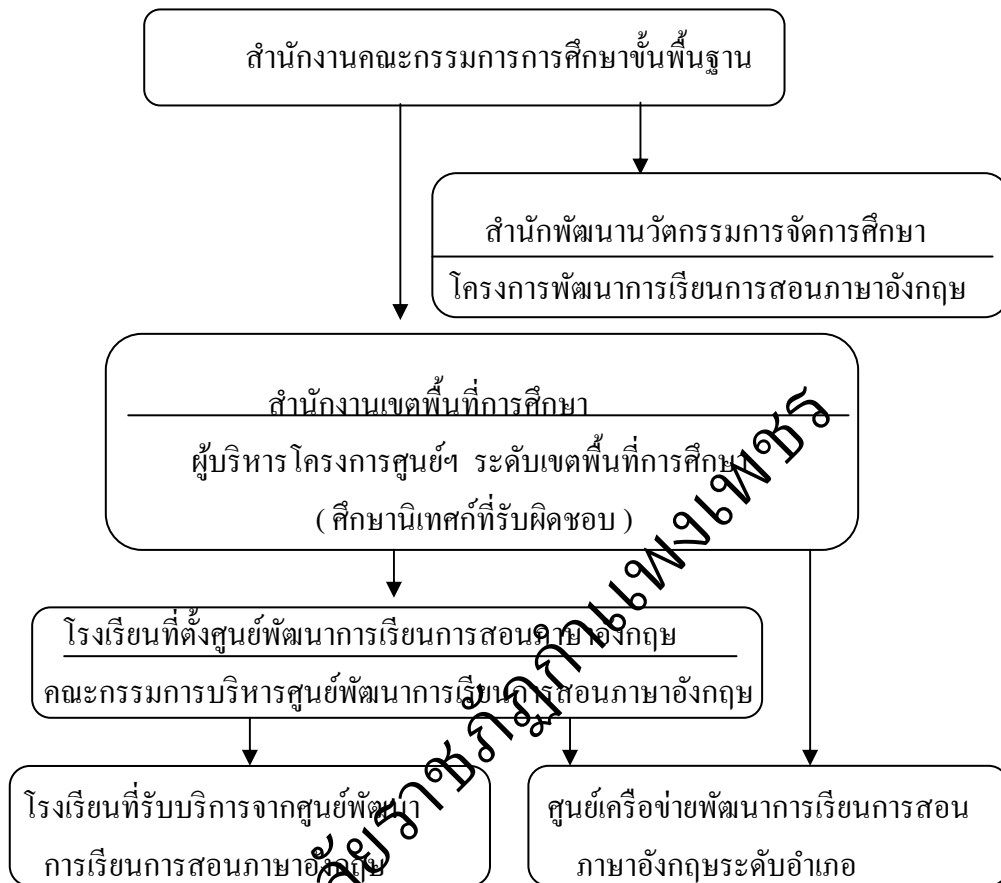 สำนักงานคณะกรรมการการศึกษาขั้นพื้นฐาน
สำนักพัฒนานวัตกรรมการจัดการศึกษา
โครงการพัฒนาการเรียนการสอนภาษาอังกฤษ
สำนักงานเขตพื้นที่การศึกษา
ผู้บริหารโครงการศูนย์ฯ ระดับเขตพื้นที่การศึกษา
( ศึกษานิเทศก์ที่รับผิดชอบ )
โรงเรียนที่ตั้งศูนย์พัฒนาการเรียนการสอนภาษาอังกฤษ
คณะกรรมการบริหารศูนย์พัฒนาการเรียนการสอนภาษาอังกฤษ
โรงเรียนที่รับบริการจากศูนย์พัฒนา
การเรียนการสอนภาษาอังกฤษ
ศูนย์เครือข่ายพัฒนาการเรียนการสอน
ภาษาอังกฤษระดับอำเภอ
ลัยราชภัฏกำแพงเพชร